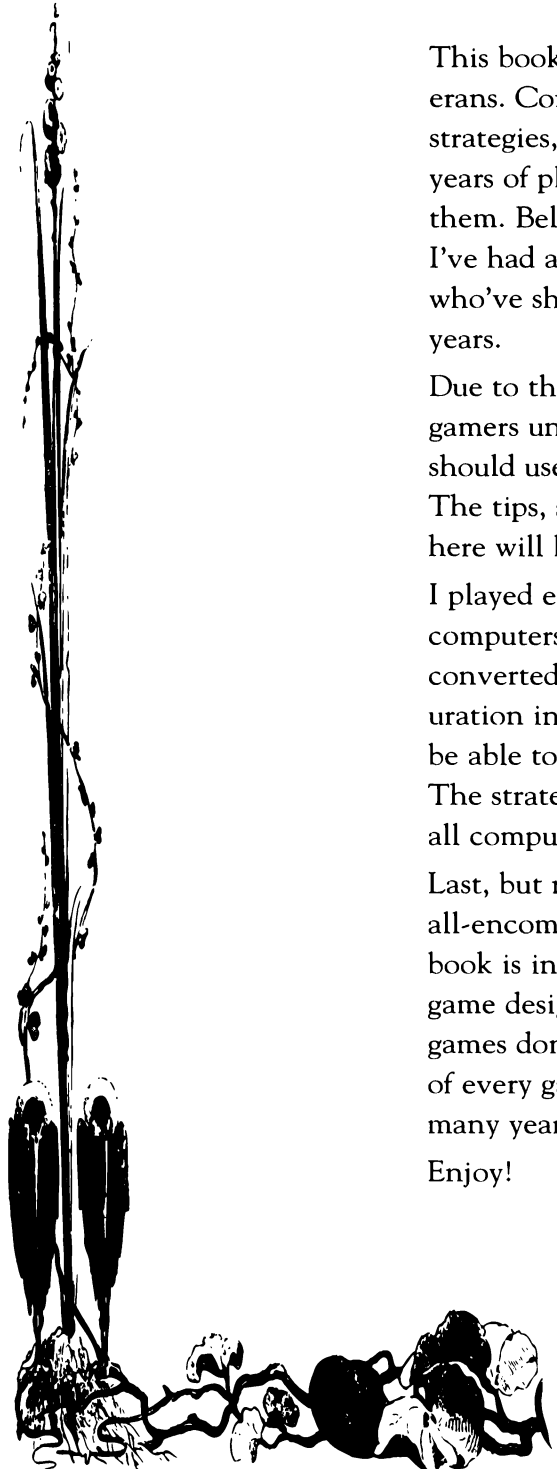 This book
erans. Co
strategies,
years of p
them. Bel
I've had a
who've sh
years.
Due to th
gamers un
should use
The tips,
here will
I played e
computers
converted
uration in
be able to
The strate
all compu
Last, but
all-encom
book is in
game desi
games don
of every g
many year
Enjoy!